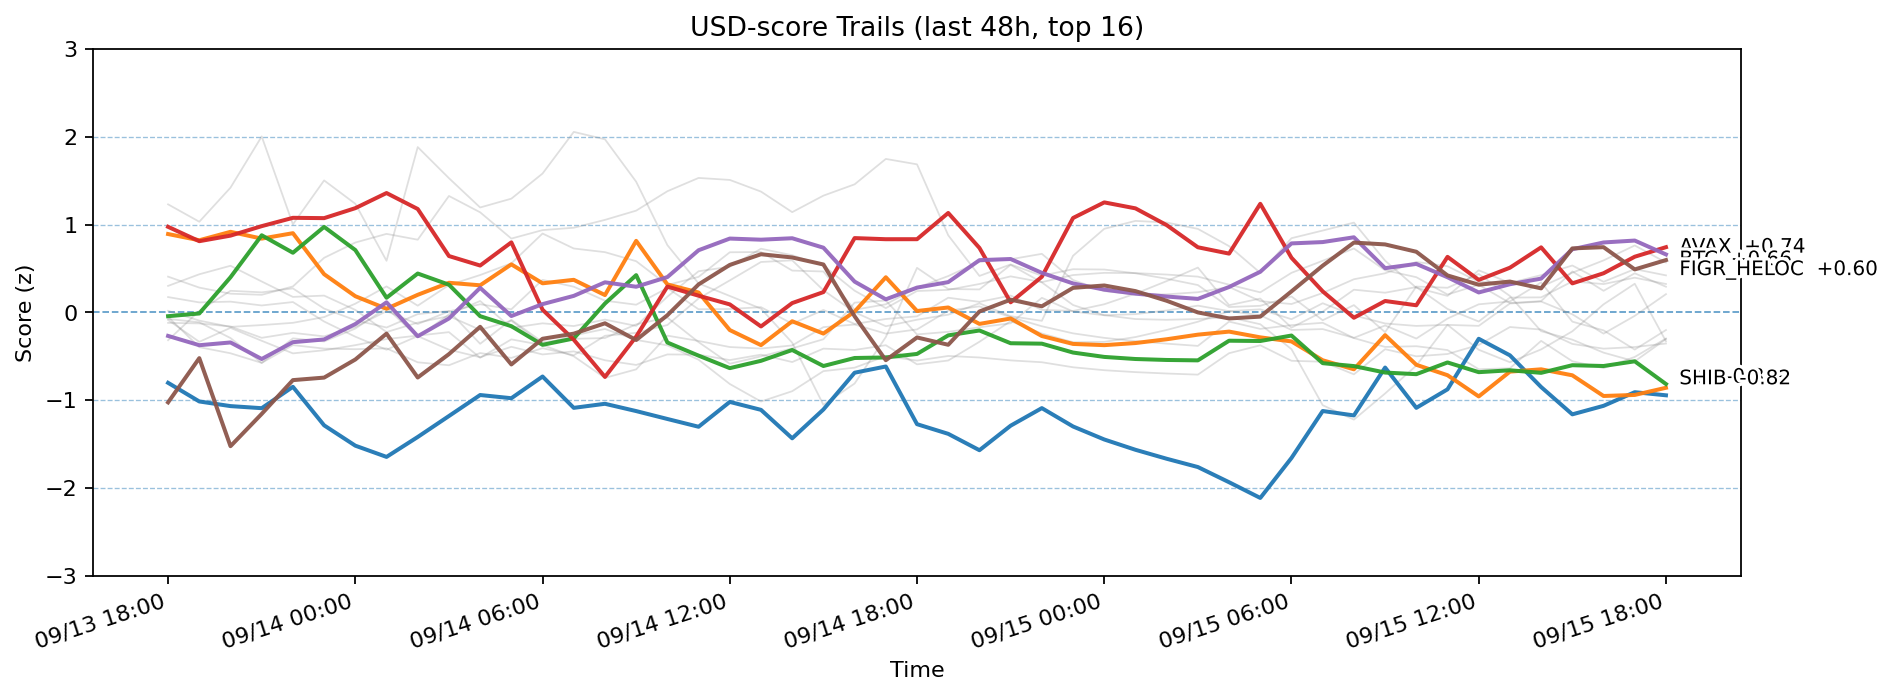 USD-score Trails (last 48h, top 16)
Score (z)
3
2
1
0
−1
−2
−3
AVAX +0.74
FIGR_HELOC +0.60
SHIB -0.82
09/13 18:00
09/14 00:00
09/14 06:00
09/14 12:00
09/14 18:00
09/15 00:00
09/15 06:00
09/15 12:00
09/15 18:00
Time